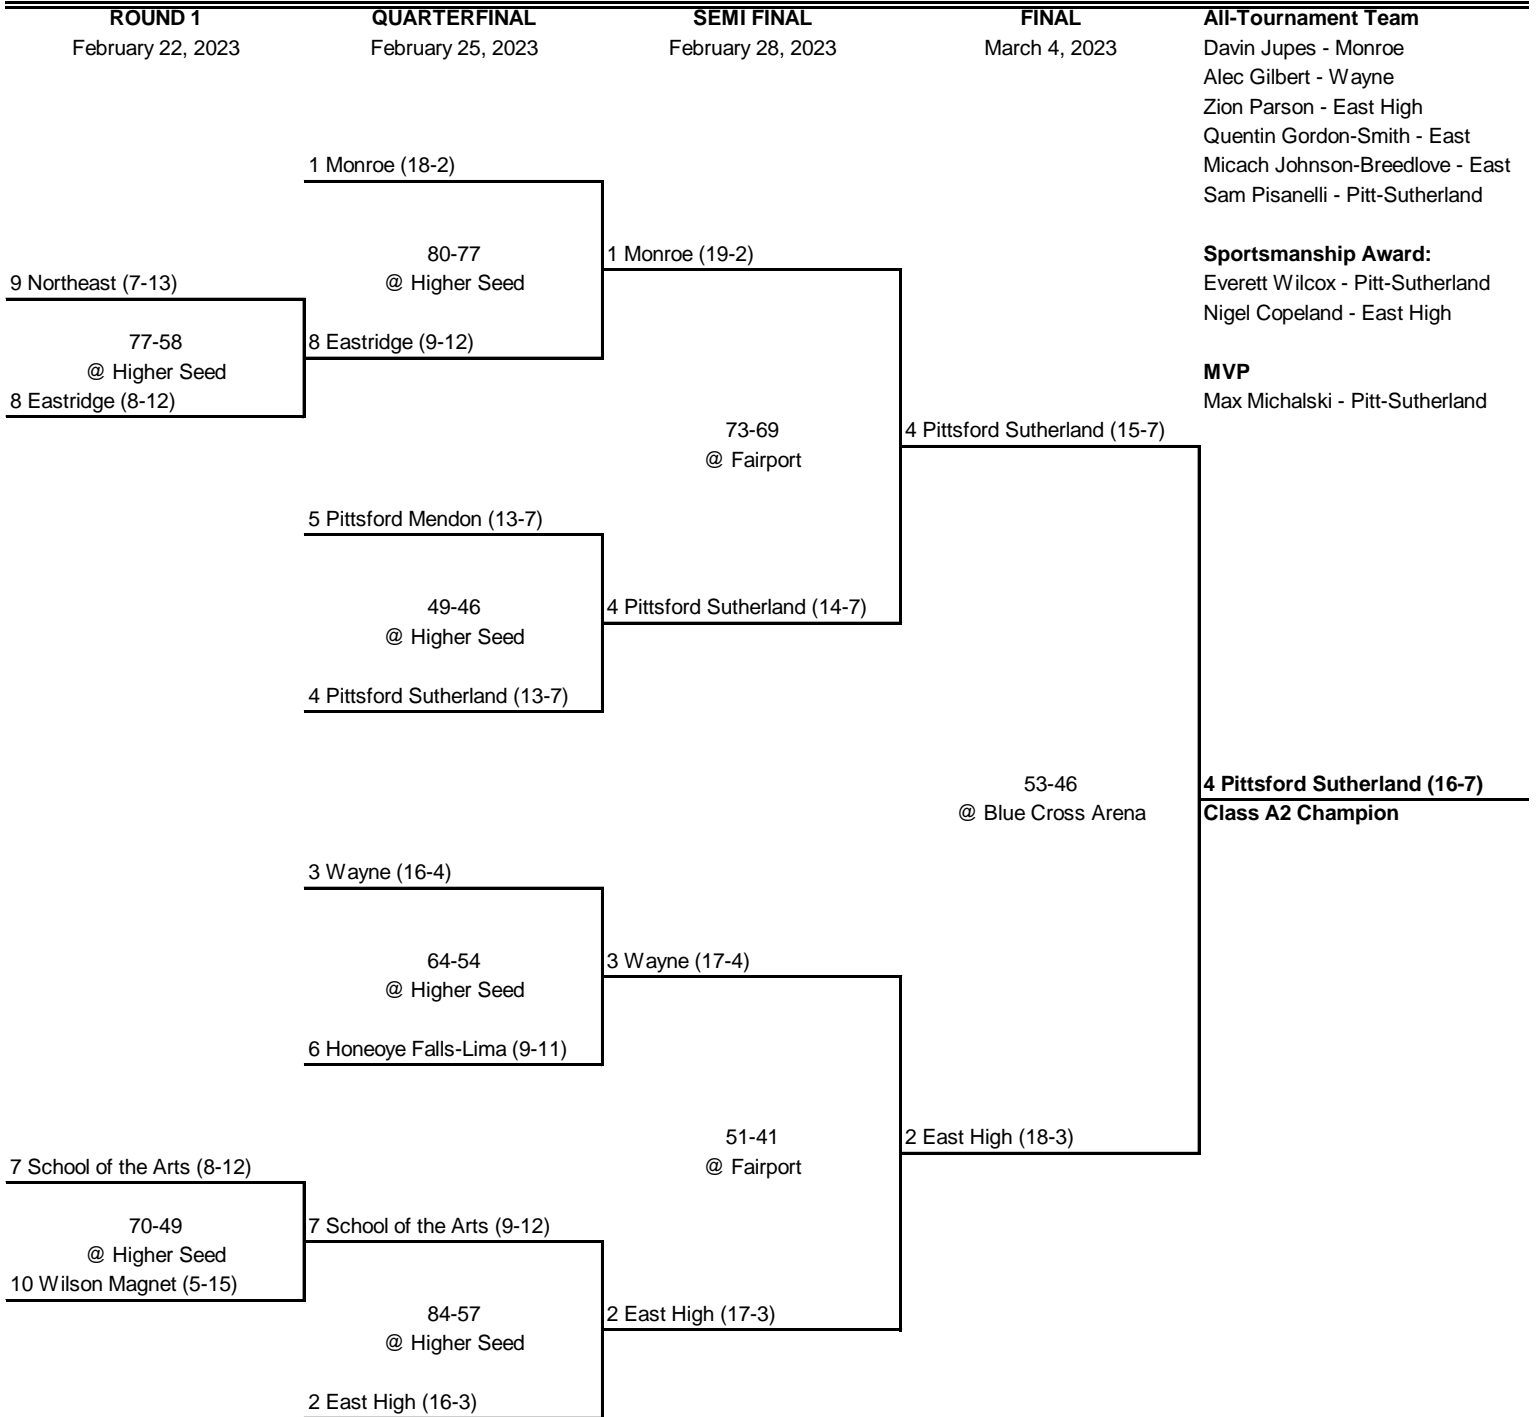 ROUND 1
February 22, 2023
QUARTERFINAL
February 25, 2023
SEMI FINAL
February 28, 2023
FINAL
March 4, 2023
All-Tournament Team
Davin Jupes - Monroe
Alec Gilbert - Wayne
Zion Parson - East High
Quentin Gordon-Smith - East
Micach Johnson-Breedlove - East
Sam Pisanelli - Pitt-Sutherland
Sportsmanship Award:
Everett Wilcox - Pitt-Sutherland
Nigel Copeland - East High
MVP
Max Michalski - Pitt-Sutherland
9 Northeast (7-13)
77-58
@ Higher Seed
8 Eastridge (8-12)
7 School of the Arts (8-12)
70-49
@ Higher Seed
10 Wilson Magnet (5-15)
1 Monroe (18-2)
80-77
@ Higher Seed
8 Eastridge (9-12)
5 Pittsford Mendon (13-7)
49-46
@ Higher Seed
4 Pittsford Sutherland (13-7)
3 Wayne (16-4)
64-54
@ Higher Seed
6 Honeoye Falls-Lima (9-11)
7 School of the Arts (9-12)
84-57
@ Higher Seed
2 East High (16-3)
1 Monroe (19-2)
73-69
@ Fairport
4 Pittsford Sutherland (14-7)
3 Wayne (17-4)
51-41
@ Fairport
2 East High (17-3)
4 Pittsford Sutherland (15-7)
53-46
@ Blue Cross Arena
2 East High (18-3)
4 Pittsford Sutherland (16-7)
Class A2 Champion